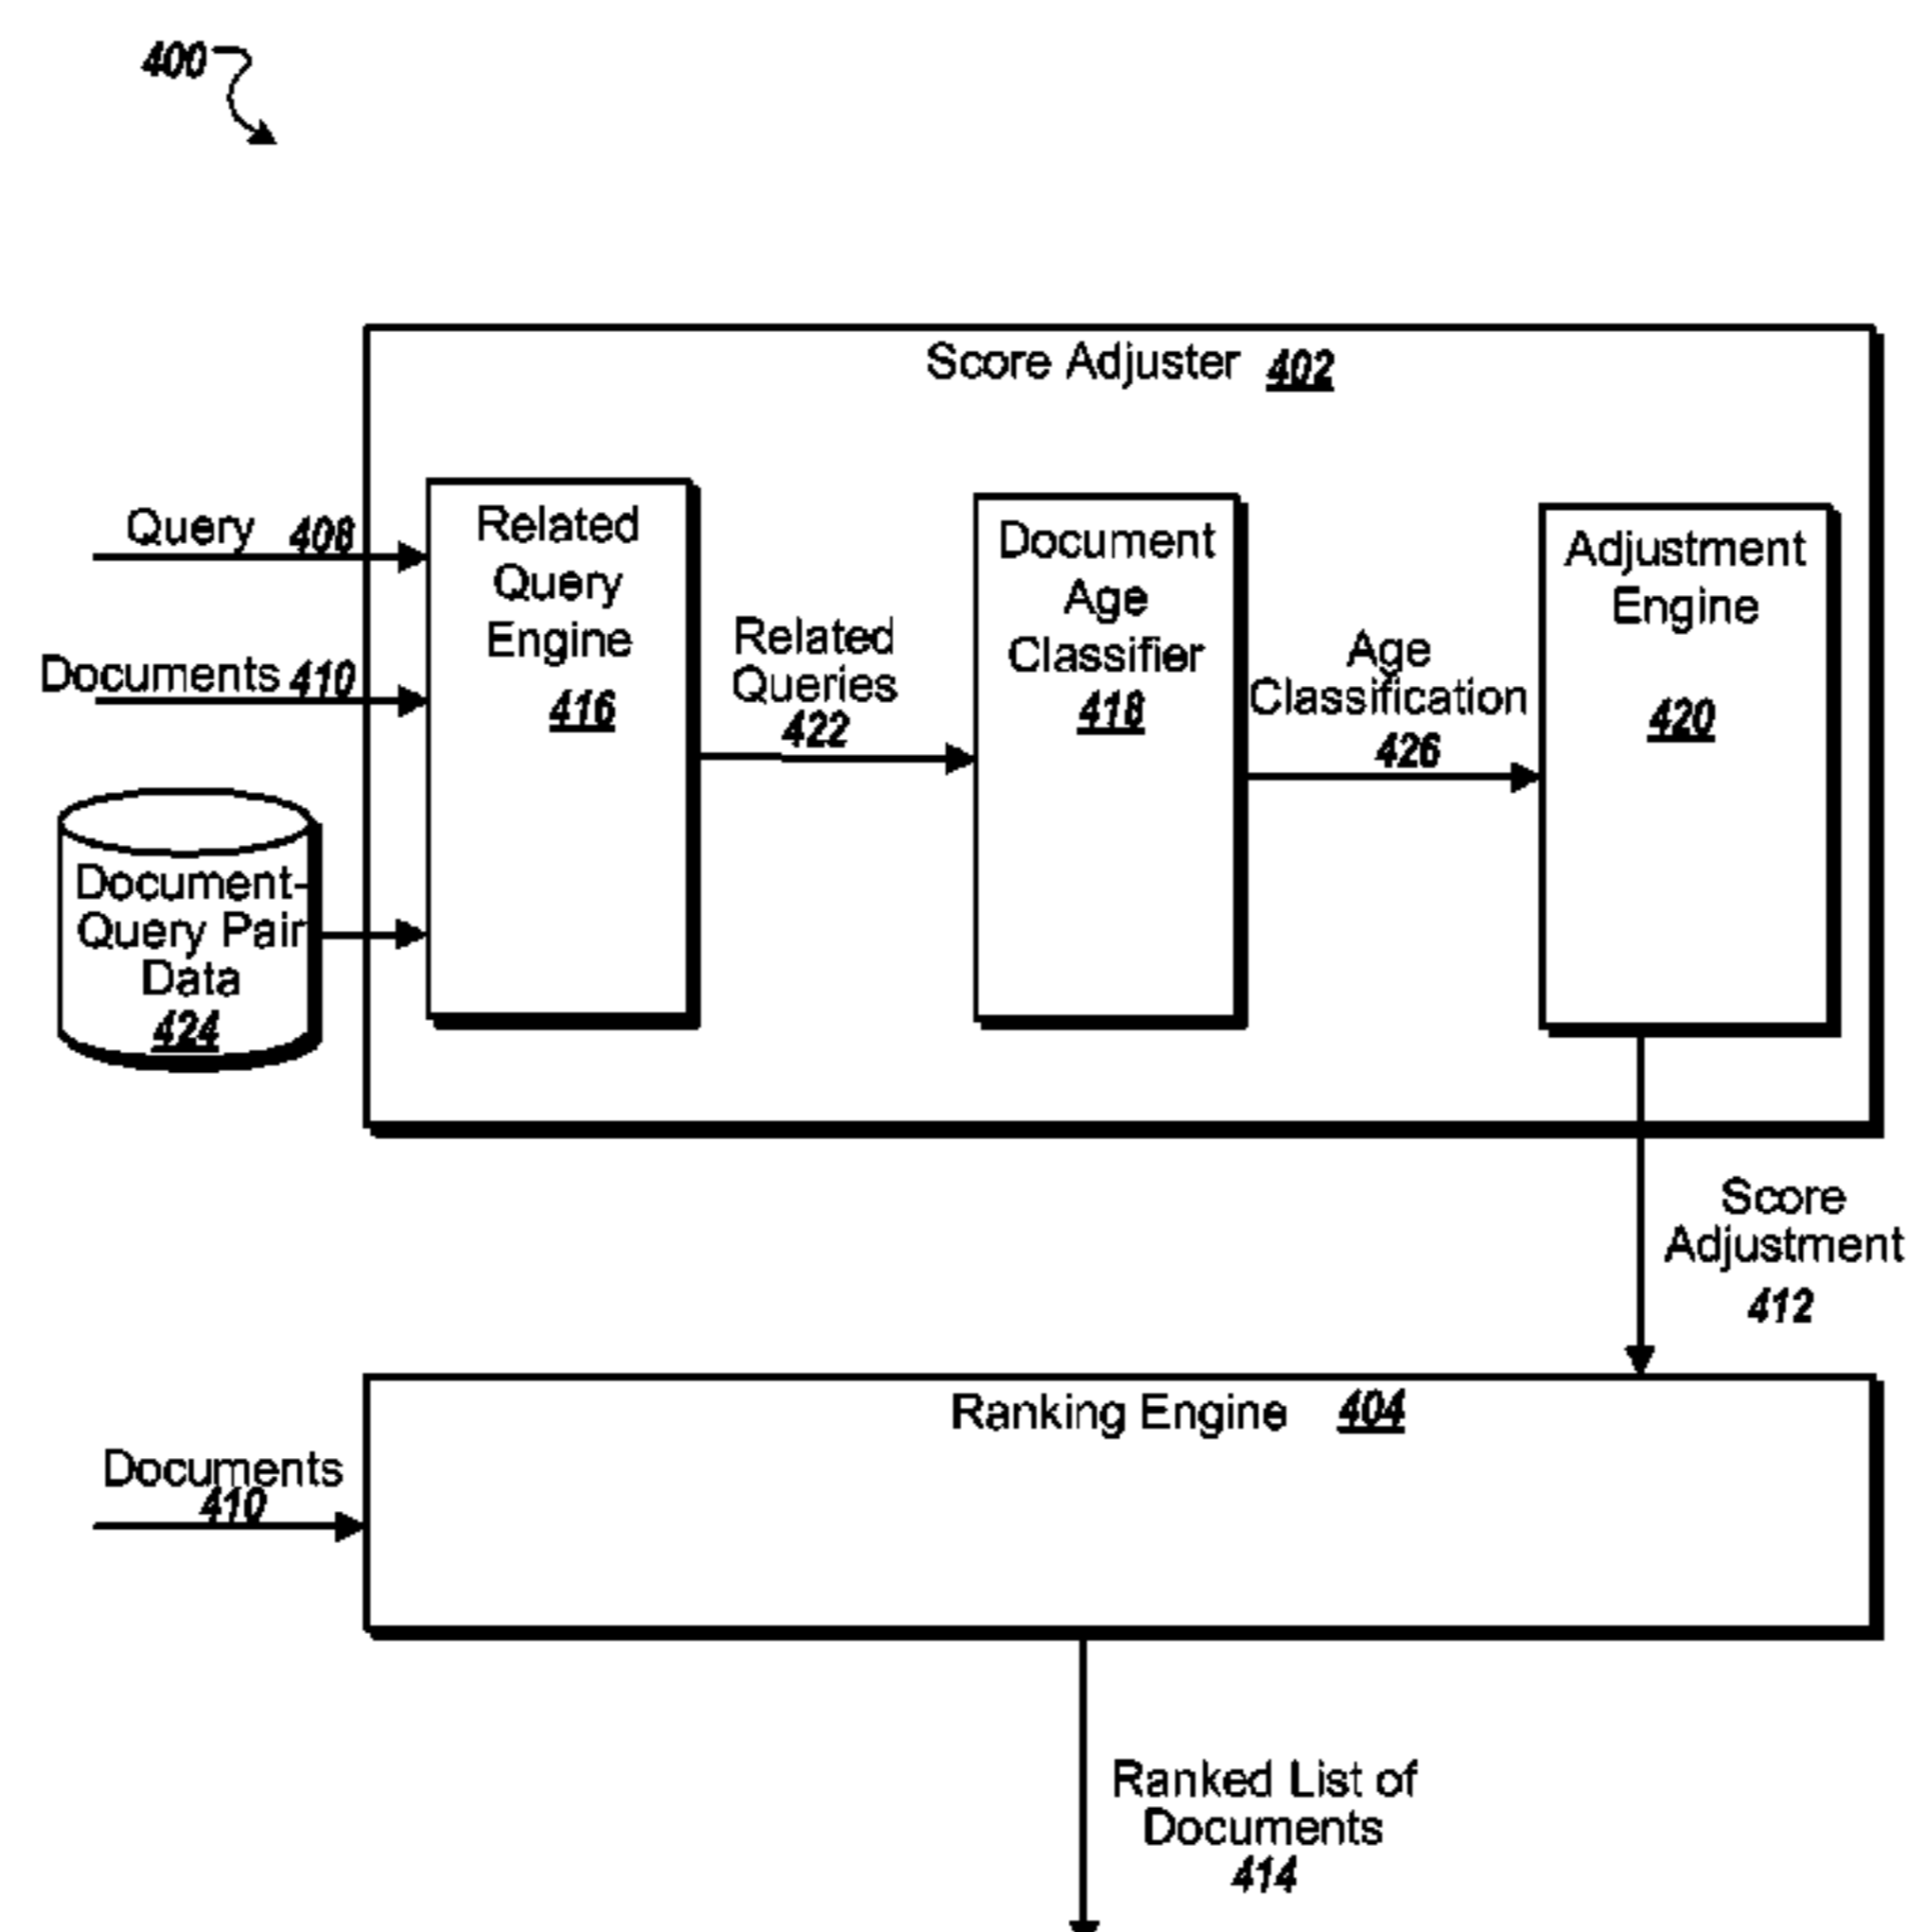 400
Score Adjuster 402
Query 408
Documents 410
Document-
Query Pair
Data
424
Related
Query
Engine
416
Related
Queries
422
Document
Age
Classifier
418
Age
Classification
426
Adjustment
Engine
420
Score
Adjustment
412
Ranking Engine 404
Documents
410
Ranked List of
Documents
414